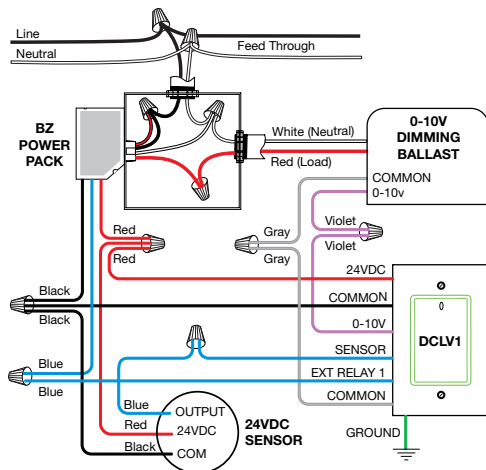 Line
Neutral
Feed Through
BZ
POWER
PACK
White (Neutral)
Red (Load)
0-10V
DIMMING
BALLAST
COMMON
0-10v
Red
Red
Gray
Gray
Violet
Violet
24VDC
Black
Black
COMMON
0-10V
DCLV1
SENSOR
Blue
Blue
EXT RELAY 1
COMMON
Blue
Red
Black
OUTPUT
24VDC
COM
24VDC
SENSOR
GROUND